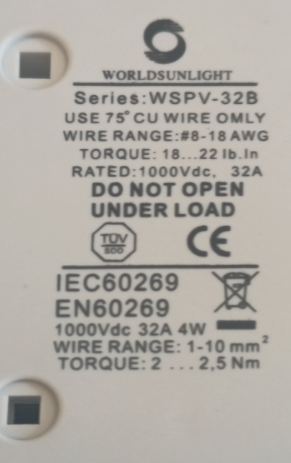 WORLDSUNLIGHT
Series:WSPV-32B
USE 75° CU WIRE OMLY
WIRE RANGE:#8-18 AWG
TORQUE: 18...22 lb.In
RATED:1000Vdc, 32A
DO NOT OPEN
UNDER LOAD
TÜV
SÜD
CE
IEC60269
EN60269
1000Vdc 32A 4W
WIRE RANGE: 1-10 mm²
TORQUE: 2 ... 2,5 Nm